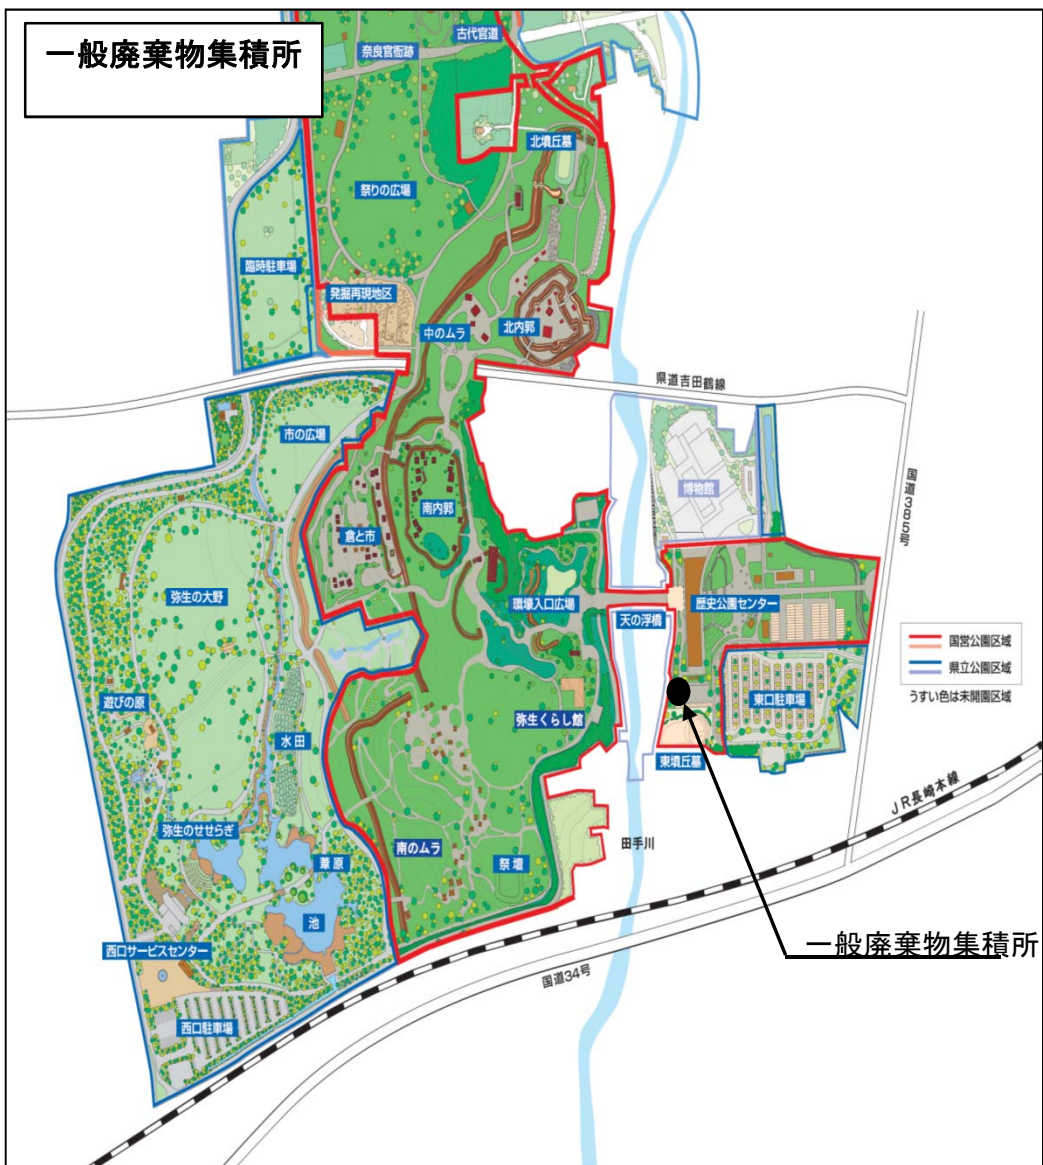 一般廃棄物集積所
古代官道
奈良官衙跡
北墳丘墓
祭りの広場
臨時駐車場
発掘再現地区
中のムラ
北内郭
県道吉田鶴線
市の広場
国道385号
博物館
南内郭
倉と市
弥生の大野
環壕入口広場
天の浮橋
歴史公園センター
国営公園区域
県立公園区域
うすい色は未開園区域
遊びの原
水田
弥生くらし館
東口駐車場
東墳丘墓
JR長崎本線
弥生のせせらぎ
葦原
南のムラ
祭壇
田手川
池
西口サービスセンター
一般廃棄物集積所
国道34号
西口駐車場